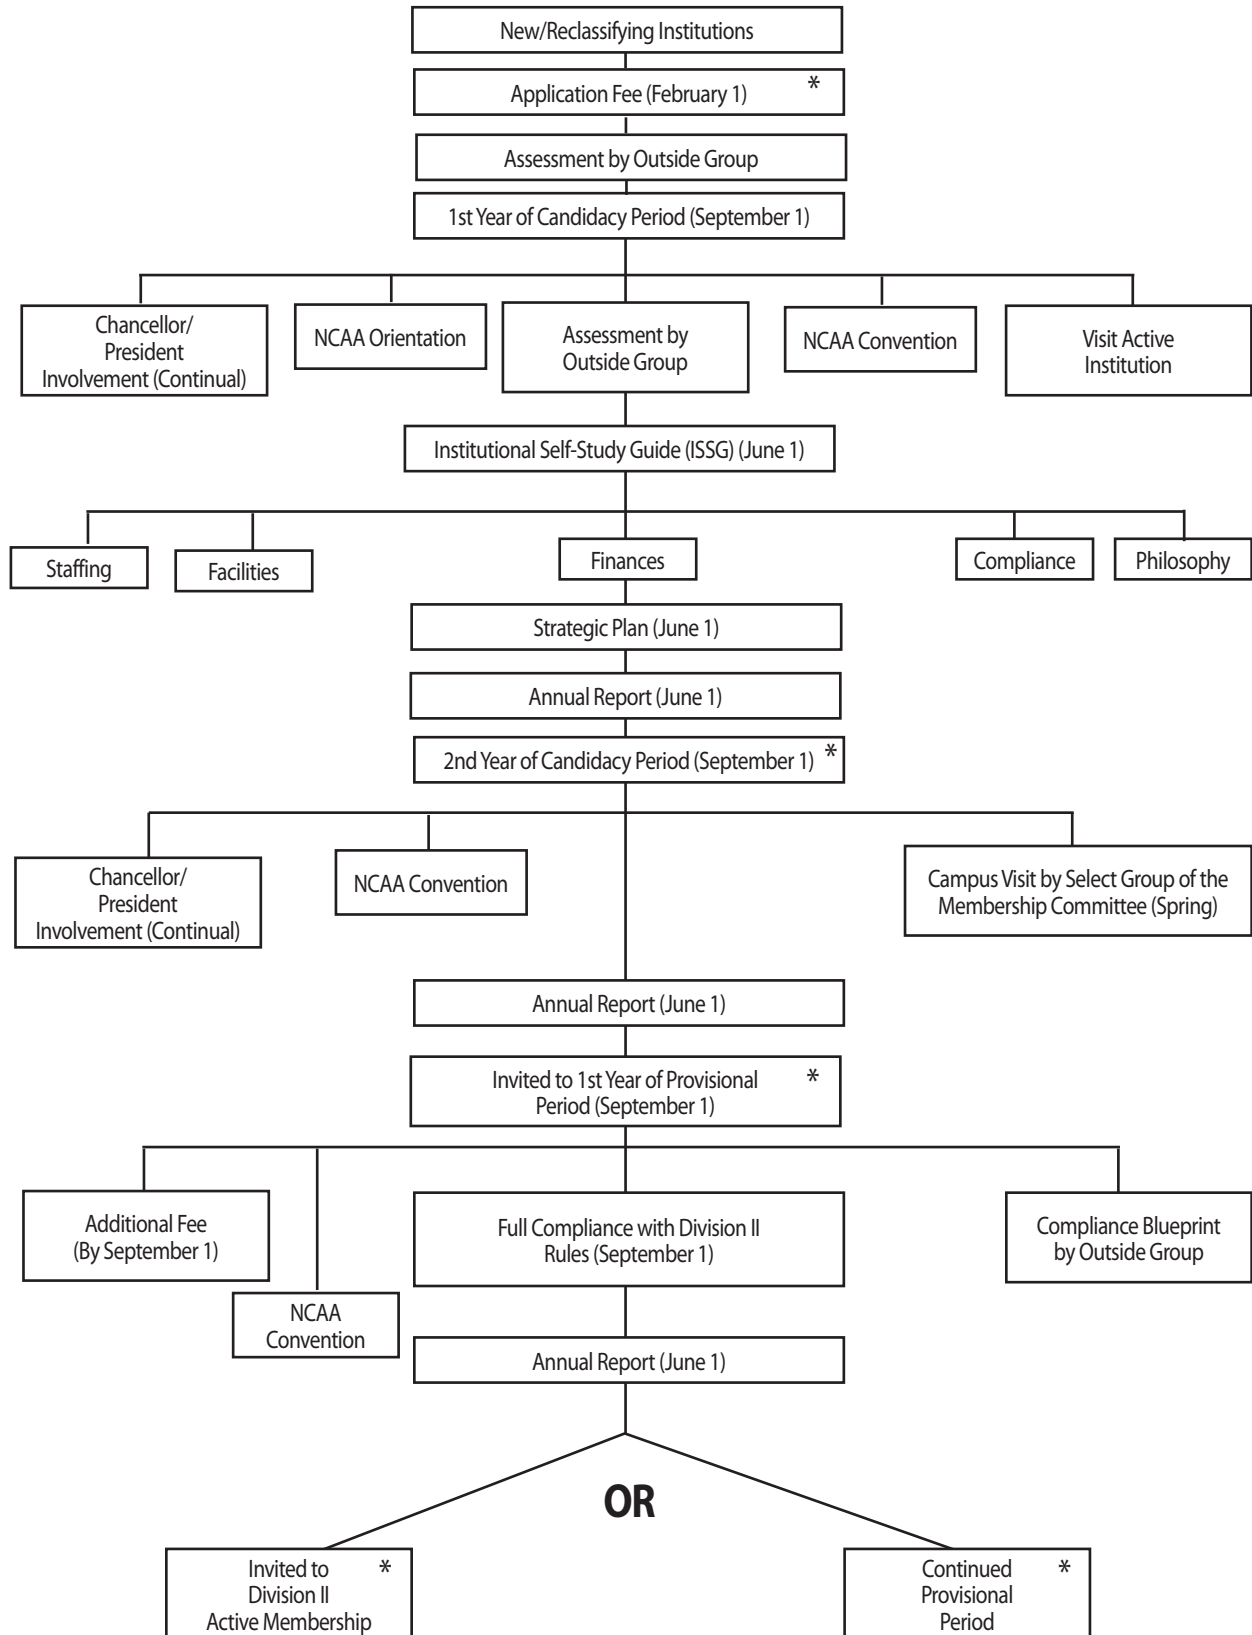 New/Reclassifying Institutions
Application Fee (February 1) *
Assessment by Outside Group
1st Year of Candidacy Period (September 1)
Chancellor/
President
Involvement (Continual)
NCAA Orientation
Assessment by
Outside Group
NCAA Convention
Visit Active
Institution
Institutional Self-Study Guide (ISSG) (June 1)
Staffing
Facilities
Finances
Compliance
Philosophy
Strategic Plan (June 1)
Annual Report (June 1)
2nd Year of Candidacy Period (September 1) *
Chancellor/
President
Involvement (Continual)
NCAA Convention
Campus Visit by Select Group of the
Membership Committee (Spring)
Annual Report (June 1)
Invited to 1st Year of Provisional *
Period (September 1)
Additional Fee
(By September 1)
NCAA
Convention
Full Compliance with Division II
Rules (September 1)
Compliance Blueprint
by Outside Group
Annual Report (June 1)
OR
Invited to *
Division II
Active Membership
Continued *
Provisional
Period